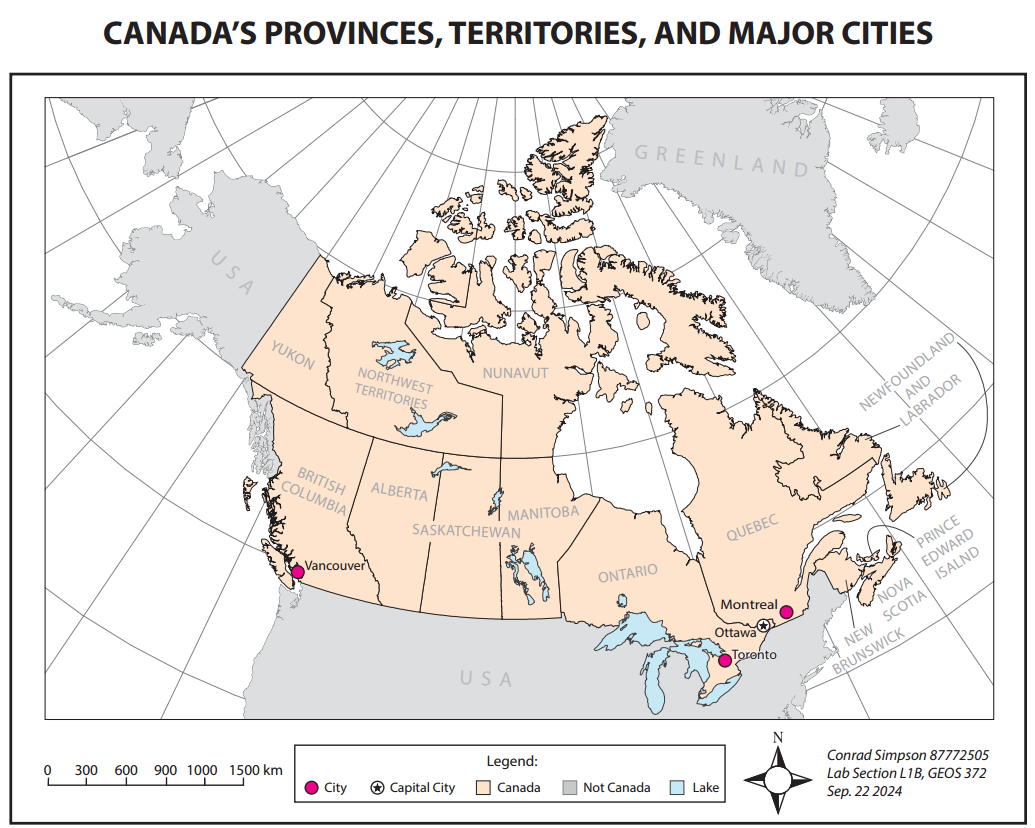 CANADA'S PROVINCES, TERRITORIES, AND MAJOR CITIES
GREENLAND
USA
YUKON
NORTHWEST
TERRITORIES
NUNAVUT
NEWFOUNDLAND
AND
LABRADOR
BRITISH
COLUMBIA
ALBERTA
SASKATCHEWAN
MANITOBA
ONTARIO
QUEBEC
PRINCE
EDWARD
ISALND
NOVA
SCOTIA
NEW
BRUNSWICK
Vancouver
Montreal
Ottawa
Toronto
USA
0 300 600 900 1000 1500 km
Legend:
City Capital City Canada Not Canada Lake
N
Conrad Simpson 87772505
Lab Section L1B, GEOS 372
Sep. 22 2024